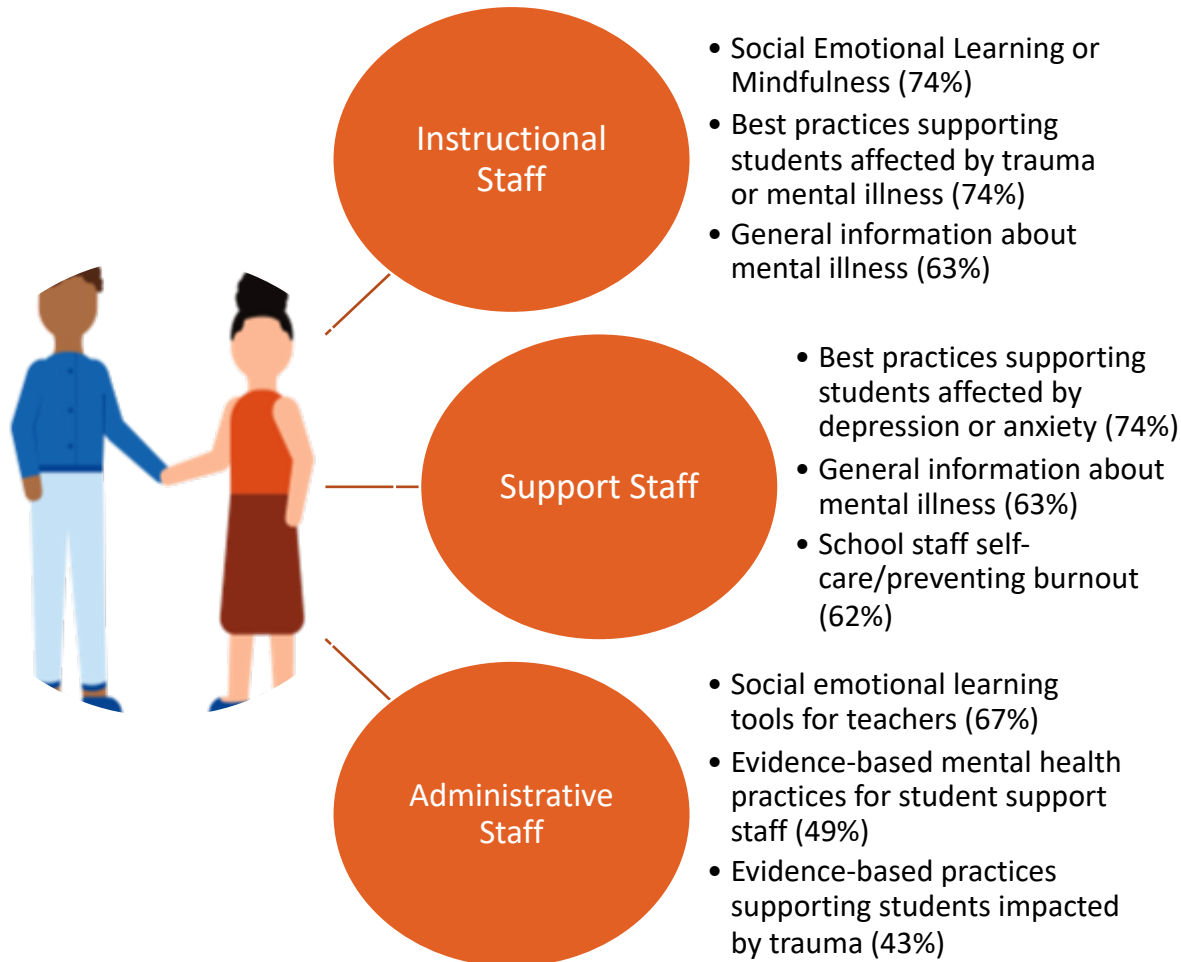 Instructional
Staff
• Social Emotional Learning or
Mindfulness (74%)
• Best practices supporting
students affected by trauma
or mental illness (74%)
• General information about
mental illness (63%)
Support Staff
• Best practices supporting
students affected by
depression or anxiety (74%)
• General information about
mental illness (63%)
• School staff self-
care/preventing burnout
(62%)
Administrative
Staff
• Social emotional learning
tools for teachers (67%)
• Evidence-based mental health
practices for student support
staff (49%)
• Evidence-based practices
supporting students impacted
by trauma (43%)